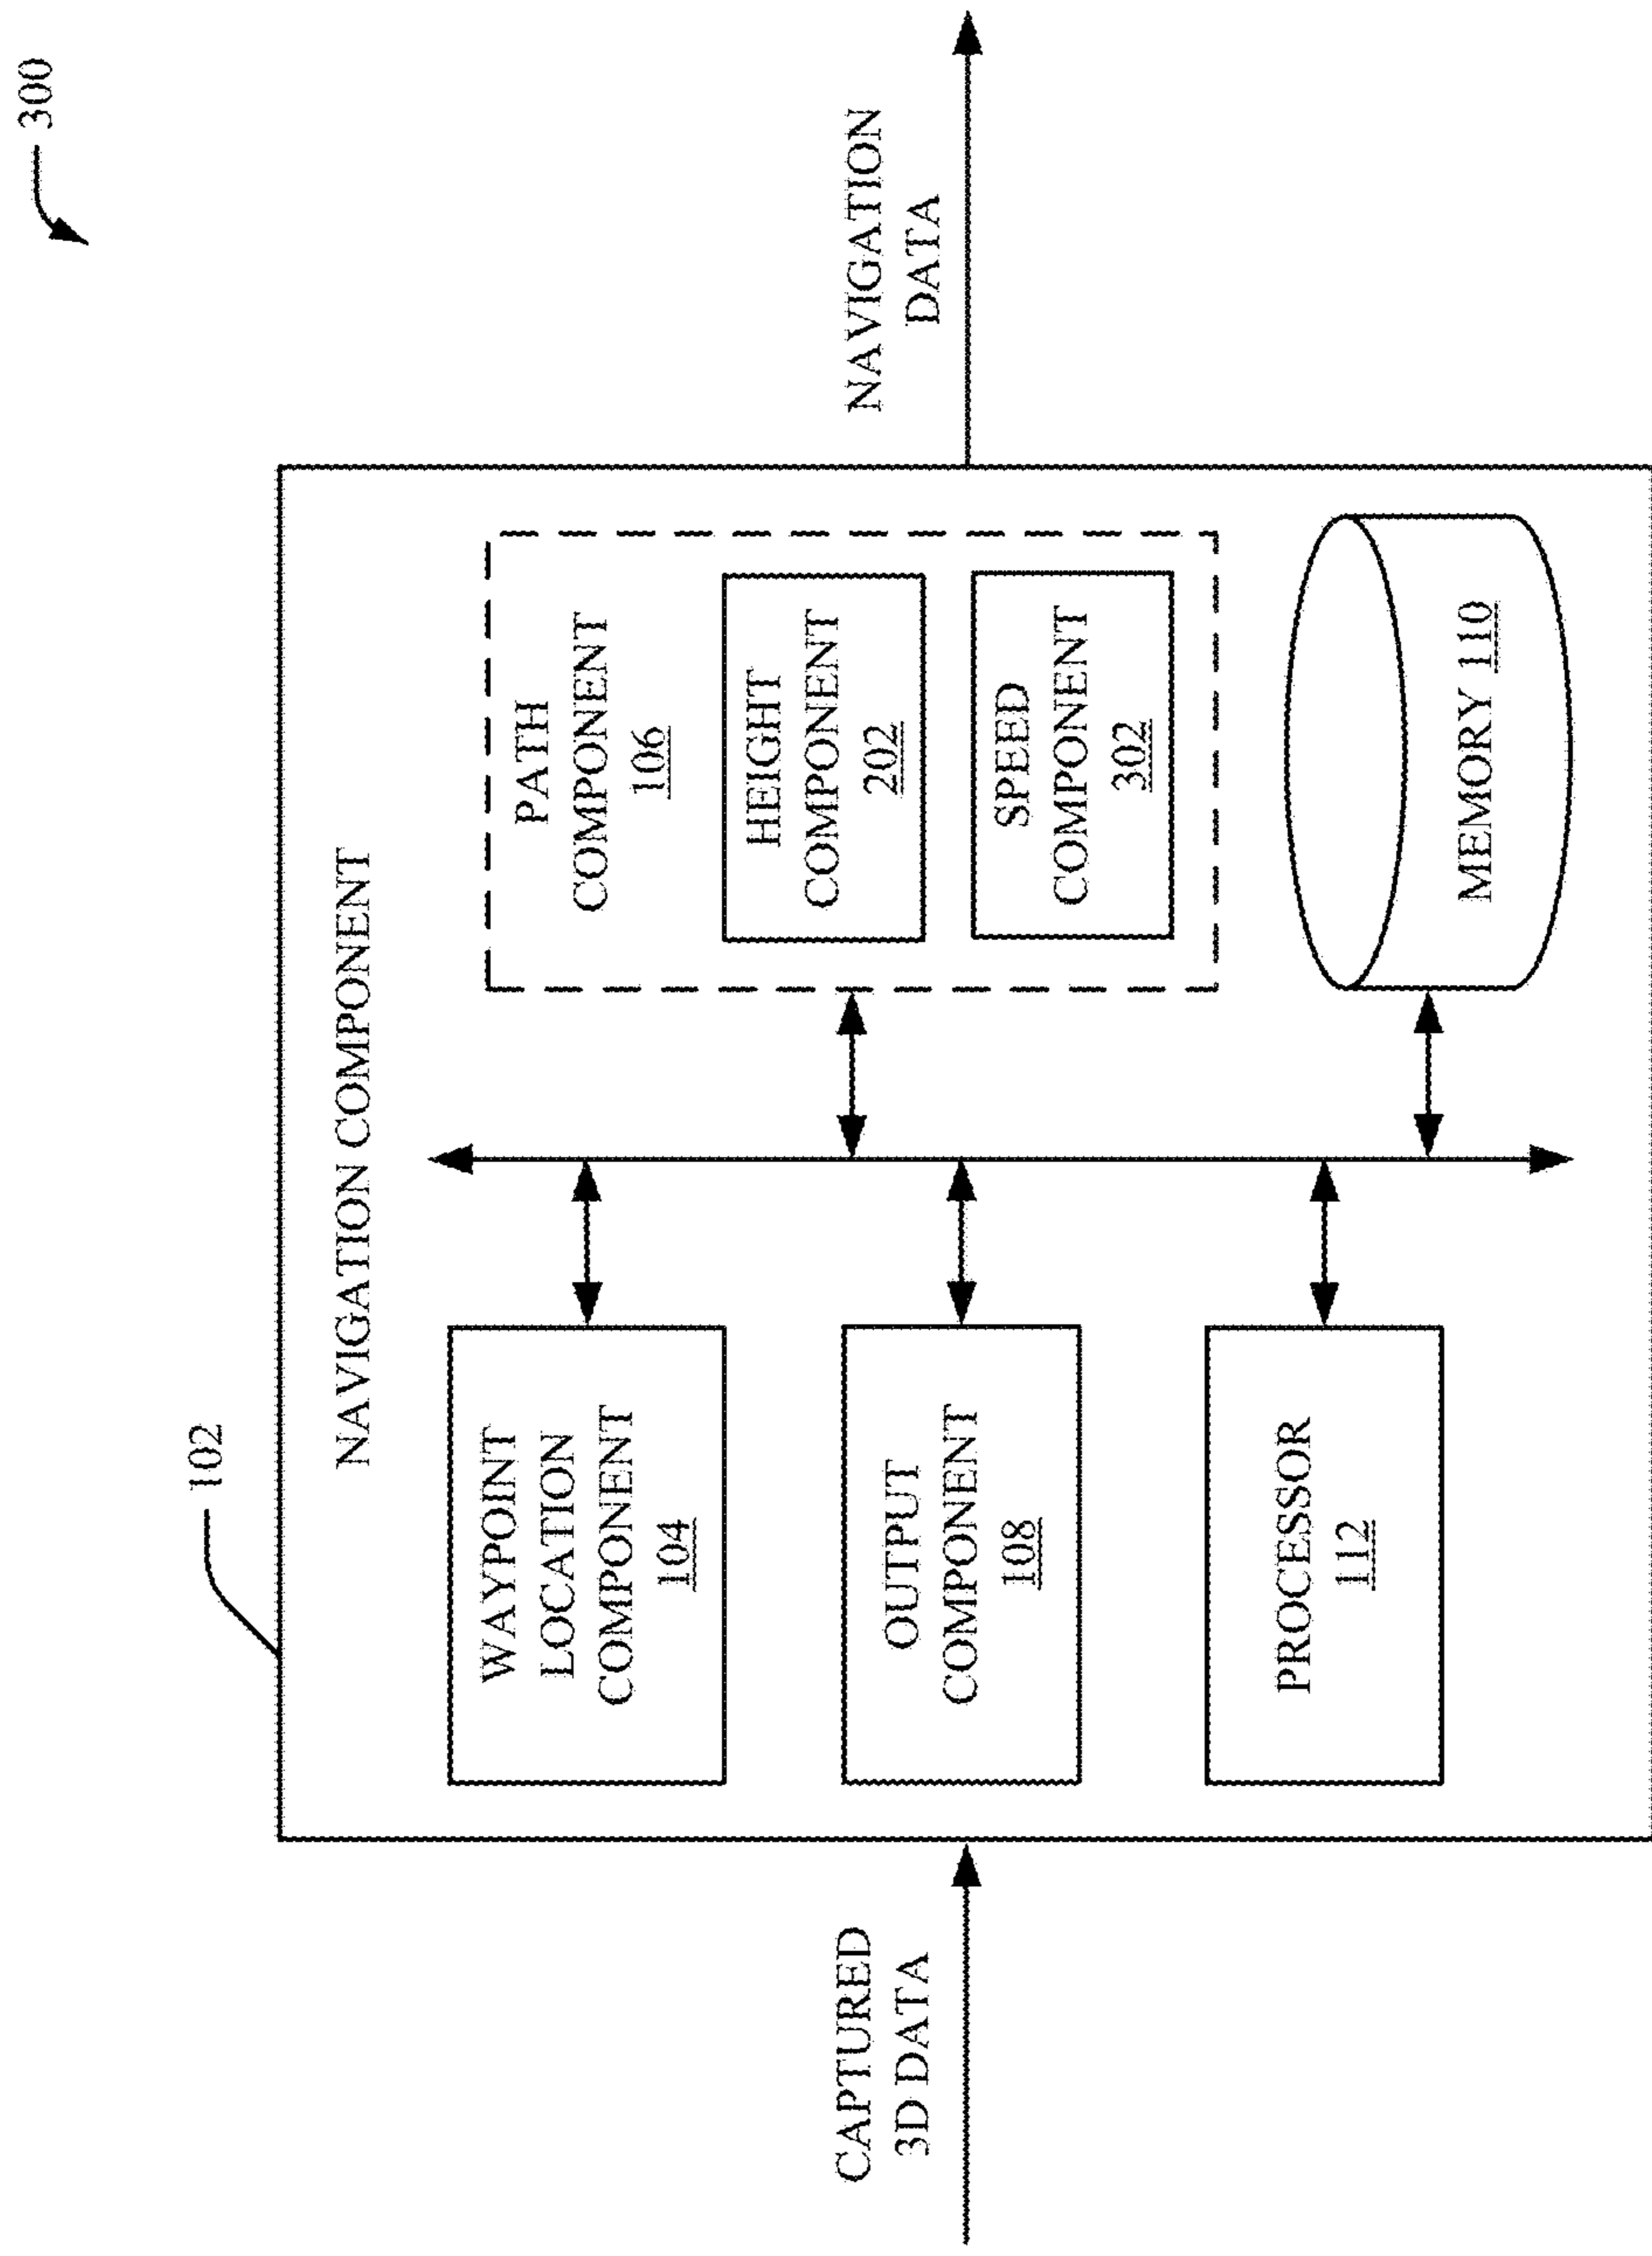 300
102
NAVIGATION COMPONENT
CAPTURED
3D DATA
WAYPOINT
LOCATION
COMPONENT
104
OUTPUT
COMPONENT
108
PROCESSOR
112
PATH
COMPONENT
106
HEIGHT
COMPONENT
202
SPEED
COMPONENT
302
MEMORY 110
NAVIGATION
DATA